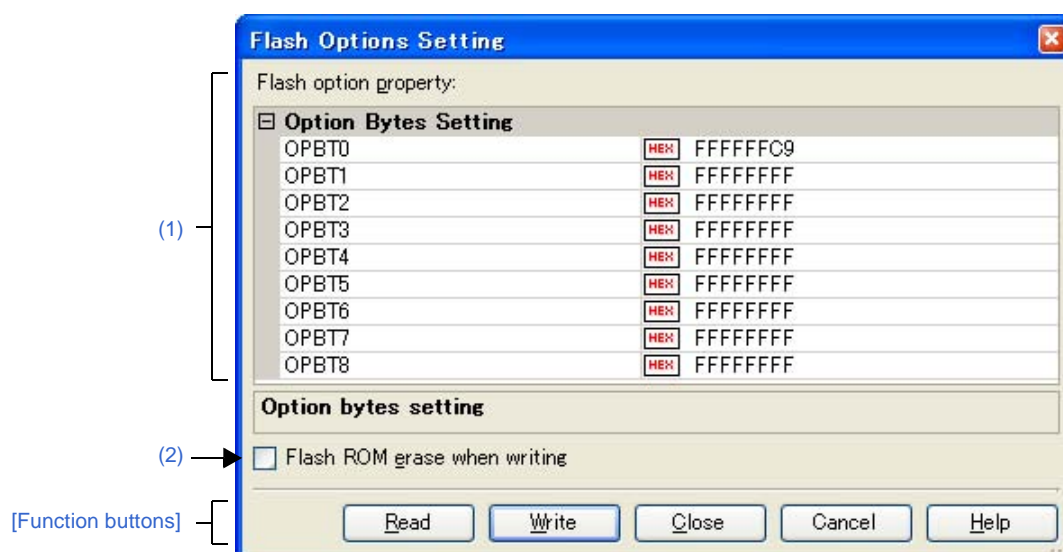 Flash Options Setting
Flash option property:
Option Bytes Setting
OPBT0 HEX FFFFFFC9
OPBT1 HEX FFFFFFFF
OPBT2 HEX FFFFFFFF
(1) OPBT3 HEX FFFFFFFF
OPBT4 HEX FFFFFFFF
OPBT5 HEX FFFFFFFF
OPBT6 HEX FFFFFFFF
OPBT7 HEX FFFFFFFF
OPBT8 HEX FFFFFFFF
Option bytes setting
(2) Flash ROM erase when writing
[Function buttons] Read Write Close Cancel Help